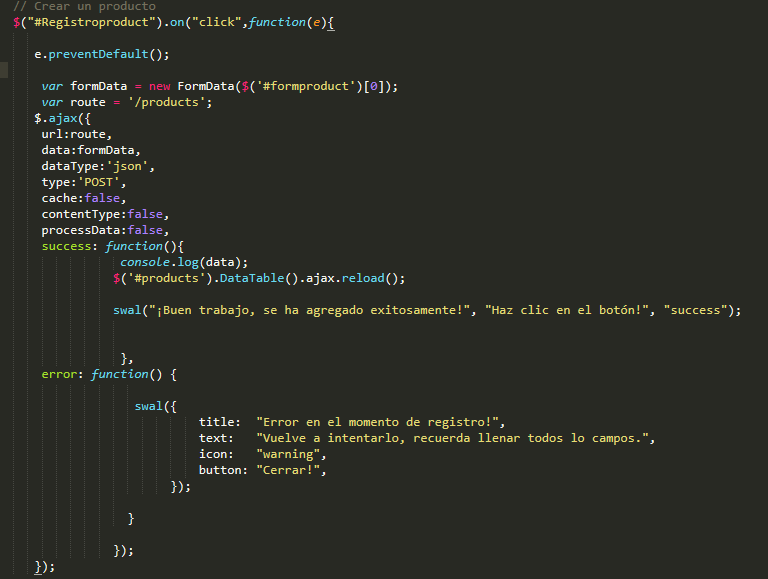 // Crear un producto
$("#Registroproduct").on("click",function(e){
e.preventDefault();
var formData = new FormData($('#formproduct')[0]);
var route = '/products';
$.ajax({
url:route,
data:formData,
dataType:'json',
type:'POST',
cache:false,
contentType:false,
processData:false,
success: function(){
console.log(data);
$('#products').DataTable().ajax.reload();
swal("¡Buen trabajo, se ha agregado exitosamente!", "Haz clic en el botón!", "success");
},
error: function() {
swal({
title: "Error en el momento de registro!",
text: "Vuelve a intentarlo, recuerda llenar todos lo campos.",
icon: "warning",
button: "Cerrar!",
});
}
});
});